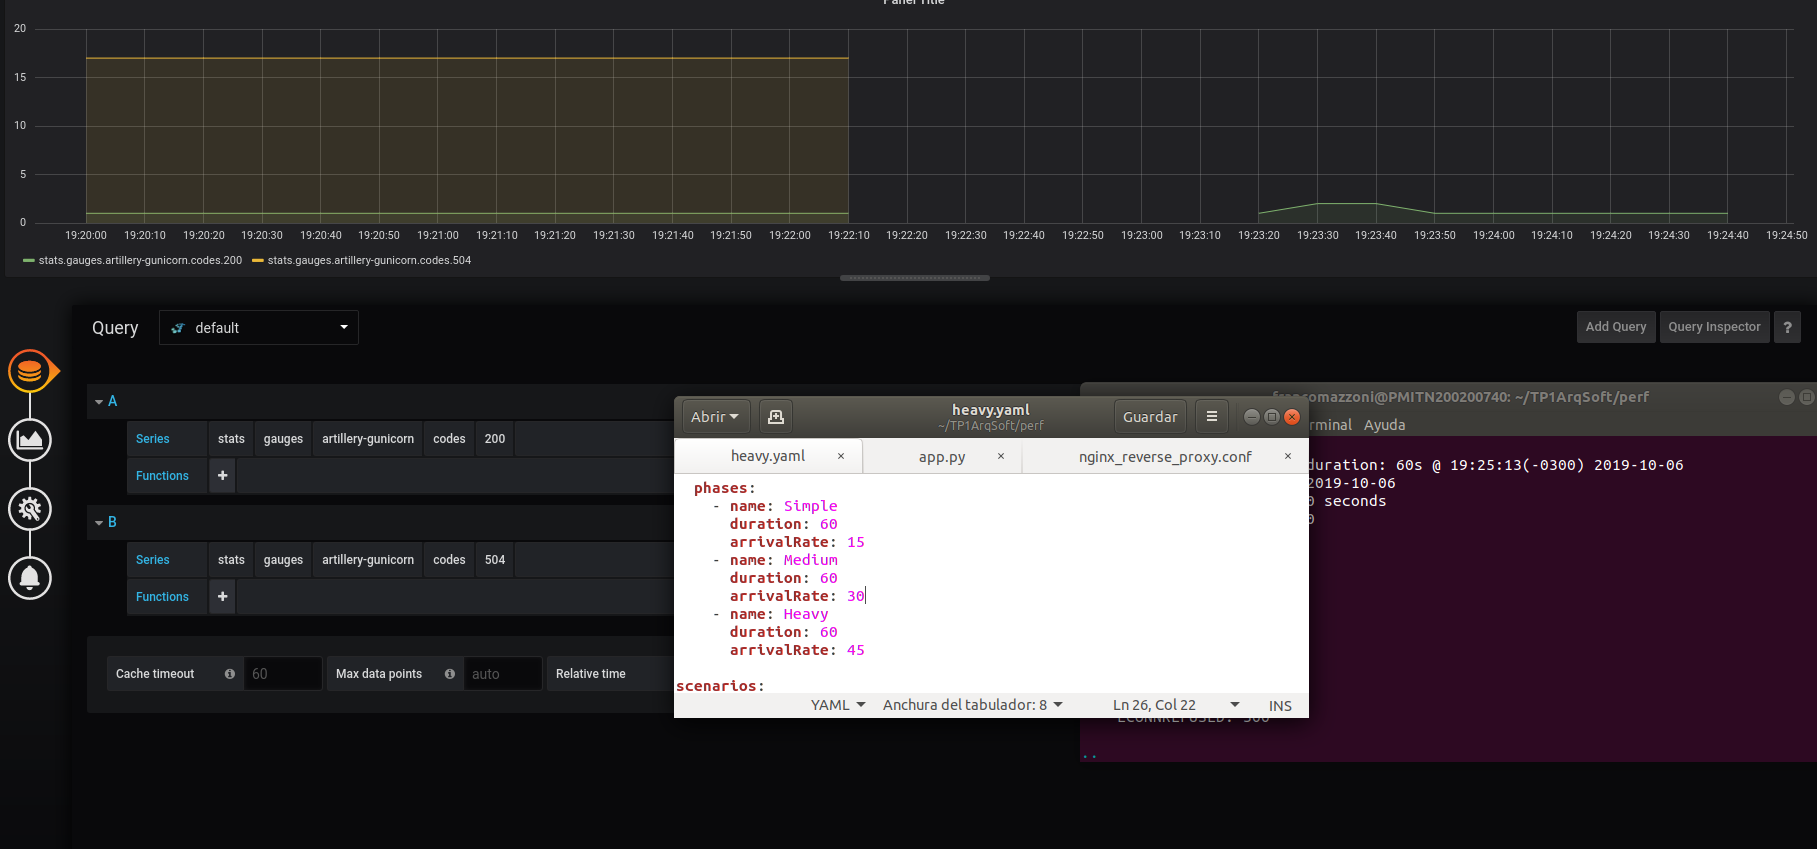 Panel Title
20
15
10
5
0
19:20:00 19:20:10 19:20:20 19:20:30 19:20:40 19:20:50 19:21:00 19:21:10 19:21:20 19:21:30 19:21:40 19:21:50 19:22:00 19:22:10 19:22:20 19:22:30 19:22:40 19:22:50 19:23:00 19:23:10 19:23:20 19:23:30 19:23:40 19:23:50 19:24:00 19:24:10 19:24:20 19:24:30 19:24:40 19:24:50
stats.gauges.artillery-gunicorn.codes.200 stats.gauges.artillery-gunicorn.codes.504
Query default Add Query Query Inspector ?
A
Series stats gauges artillery-gunicorn codes 200
Functions +
B
Series stats gauges artillery-gunicorn codes 504
Functions +
Cache timeout 60 Max data points auto Relative time
Abrir heavy.yaml Guardar
~/TP1ArqSoft/perf
heavy.yaml × app.py × nginx_reverse_proxy.conf ×
phases:
- name: Simple
duration: 60
arrivalRate: 15
- name: Medium
duration: 60
arrivalRate: 30
- name: Heavy
duration: 60
arrivalRate: 45
scenarios:
YAML Anchura del tabulador: 8 Ln 26, Col 22 INS
francomazzoni@PMITN200200740: ~/TP1ArqSoft/perf
rminal Ayuda
duration: 60s @ 19:25:13(-0300) 2019-10-06
2019-10-06
0 seconds
0
ECONNREFUSED: 300
..